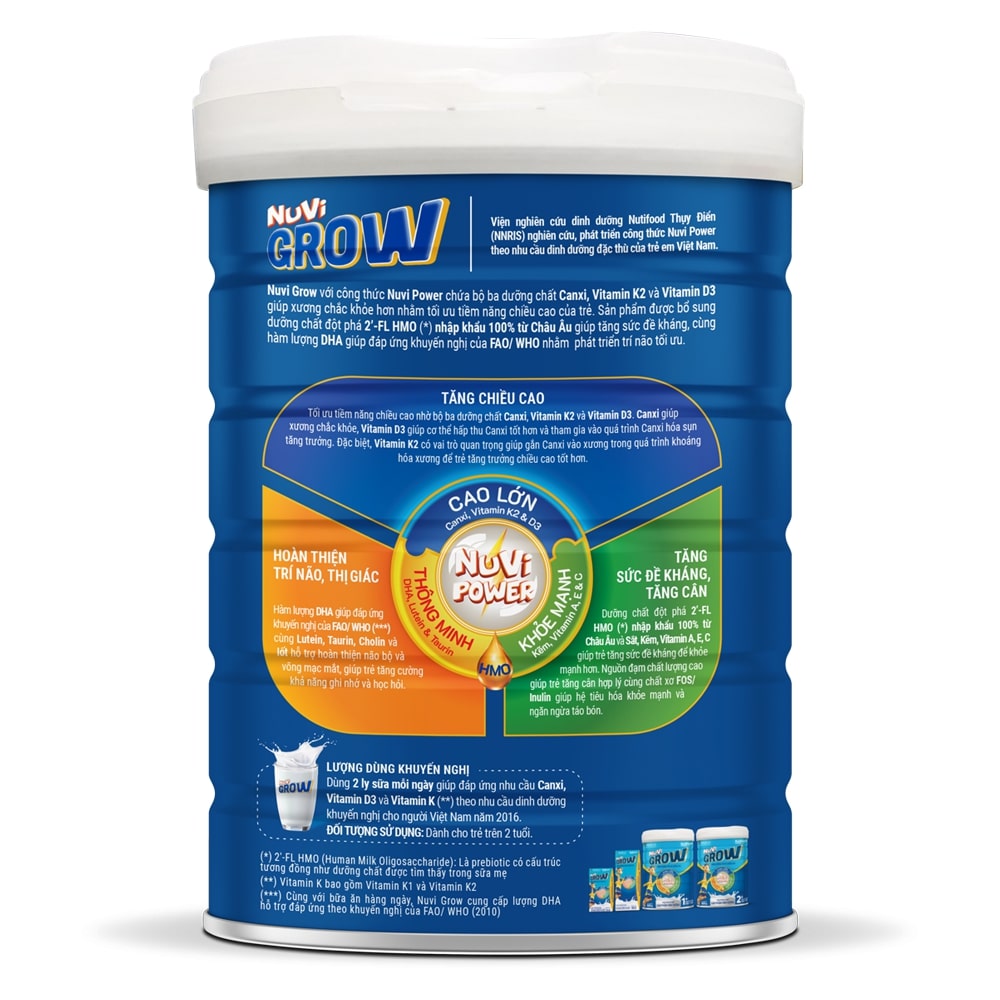 NuVi
GROW
Viện nghiên cứu dinh dưỡng Nutifood Thụy Điển
(NNRIS) nghiên cứu, phát triển công thức Nuvi Power
theo nhu cầu dinh dưỡng đặc thù của trẻ em Việt Nam.
Nuvi Grow với công thức Nuvi Power chứa bộ ba dưỡng chất Canxi, Vitamin K2 và Vitamin D3
giúp xương chắc khỏe hơn nhằm tối ưu tiềm năng chiều cao của trẻ. Sản phẩm được bổ sung
dưỡng chất đột phá 2'-FL HMO (*) nhập khẩu 100% từ Châu Âu giúp tăng sức đề kháng, cùng
hàm lượng DHA giúp đáp ứng khuyến nghị của FAO/ WHO nhằm phát triển trí não tối ưu.
TĂNG CHIỀU CAO
Tối ưu tiềm năng chiều cao nhờ bộ ba dưỡng chất Canxi, Vitamin K2 và Vitamin D3. Canxi giúp
xương chắc khỏe, Vitamin D3 giúp cơ thể hấp thu Canxi tốt hơn và tham gia vào quá trình Canxi hóa sụn
tăng trưởng. Đặc biệt, Vitamin K2 có vai trò quan trọng giúp gắn Canxi vào xương trong quá trình khoáng
hóa xương để trẻ tăng trưởng chiều cao tốt hơn.
CAO LỚN
Canxi, Vitamin K2 & D3
NuVi
POWER
THÔNG MINH
DHA, Lutein & Taurin
KHỎE MẠNH
Kẽm, Vitamin A, E & C
HMO
HOÀN THIỆN
TRÍ NÃO, THỊ GIÁC
Hàm lượng DHA giúp đáp ứng
khuyến nghị của FAO/ WHO (***)
cùng Lutein, Taurin, Cholin và
lốt hỗ trợ hoàn thiện não bộ và
võng mạc mắt, giúp trẻ tăng cường
khả năng ghi nhớ và học hỏi.
TĂNG
SỨC ĐỀ KHÁNG,
TĂNG CÂN
Dưỡng chất đột phá 2'-FL
HMO (*) nhập khẩu 100% từ
Châu Âu và Sắt, Kẽm, Vitamin A, E, C
giúp trẻ tăng sức đề kháng để khỏe
mạnh hơn. Nguồn đạm chất lượng cao
giúp trẻ tăng cân hợp lý cùng chất xơ FOS/
Inulin giúp hệ tiêu hóa khỏe mạnh và
ngăn ngừa táo bón.
NuVi
GROW
LƯỢNG DÙNG KHUYẾN NGHỊ
Dùng 2 ly sữa mỗi ngày giúp đáp ứng nhu cầu Canxi,
Vitamin D3 và Vitamin K (**) theo nhu cầu dinh dưỡng
khuyến nghị cho người Việt Nam năm 2016.
ĐỐI TƯỢNG SỬ DỤNG: Dành cho trẻ trên 2 tuổi.
(*) 2'-FL HMO (Human Milk Oligosaccharide): Là prebiotic có cấu trúc
tương đồng như dưỡng chất được tìm thấy trong sữa mẹ
(**) Vitamin K bao gồm Vitamin K1 và Vitamin K2
(***) Cùng với bữa ăn hàng ngày, Nuvi Grow cung cấp lượng DHA
hỗ trợ đáp ứng theo khuyến nghị của FAO/ WHO (2010)
GROW
GROW
GROW
GROW